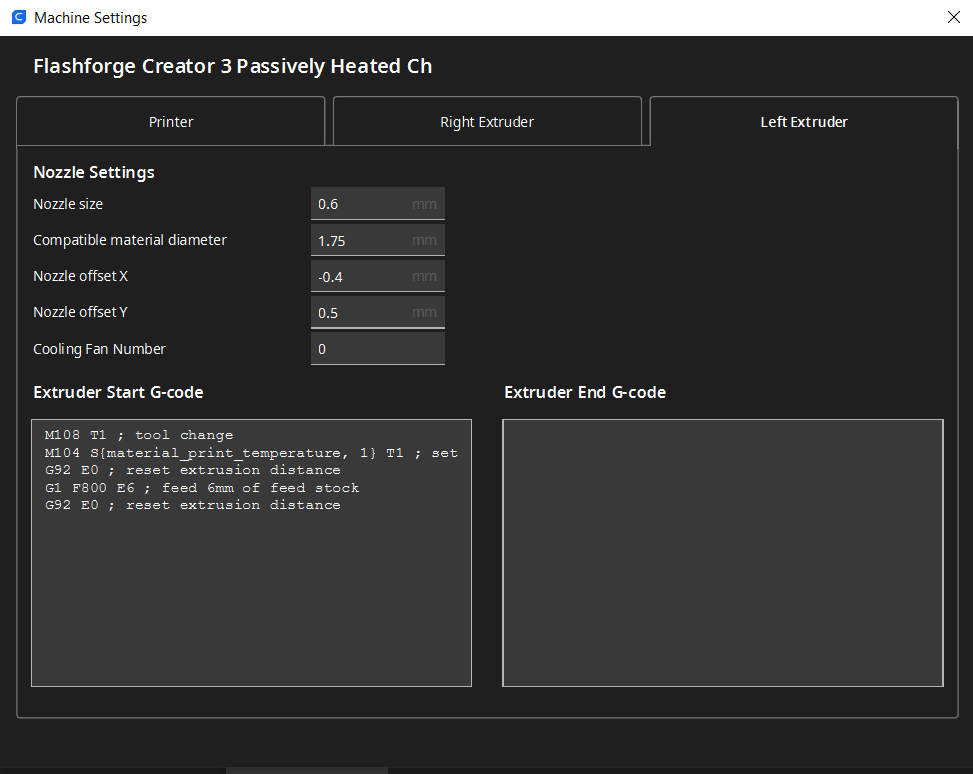 Machine Settings
Flashforge Creator 3 Passively Heated Ch
Printer
Right Extruder
Left Extruder
Nozzle Settings
Nozzle size
0.6 mm
Compatible material diameter
1.75 mm
Nozzle offset X
-0.4 mm
Nozzle offset Y
0.5 mm
Cooling Fan Number
0
Extruder Start G-code
M108 T1 ; tool change
M104 S{material_print_temperature, 1} T1 ; set
G92 E0 ; reset extrusion distance
G1 F800 E6 ; feed 6mm of feed stock
G92 E0 ; reset extrusion distance
Extruder End G-code